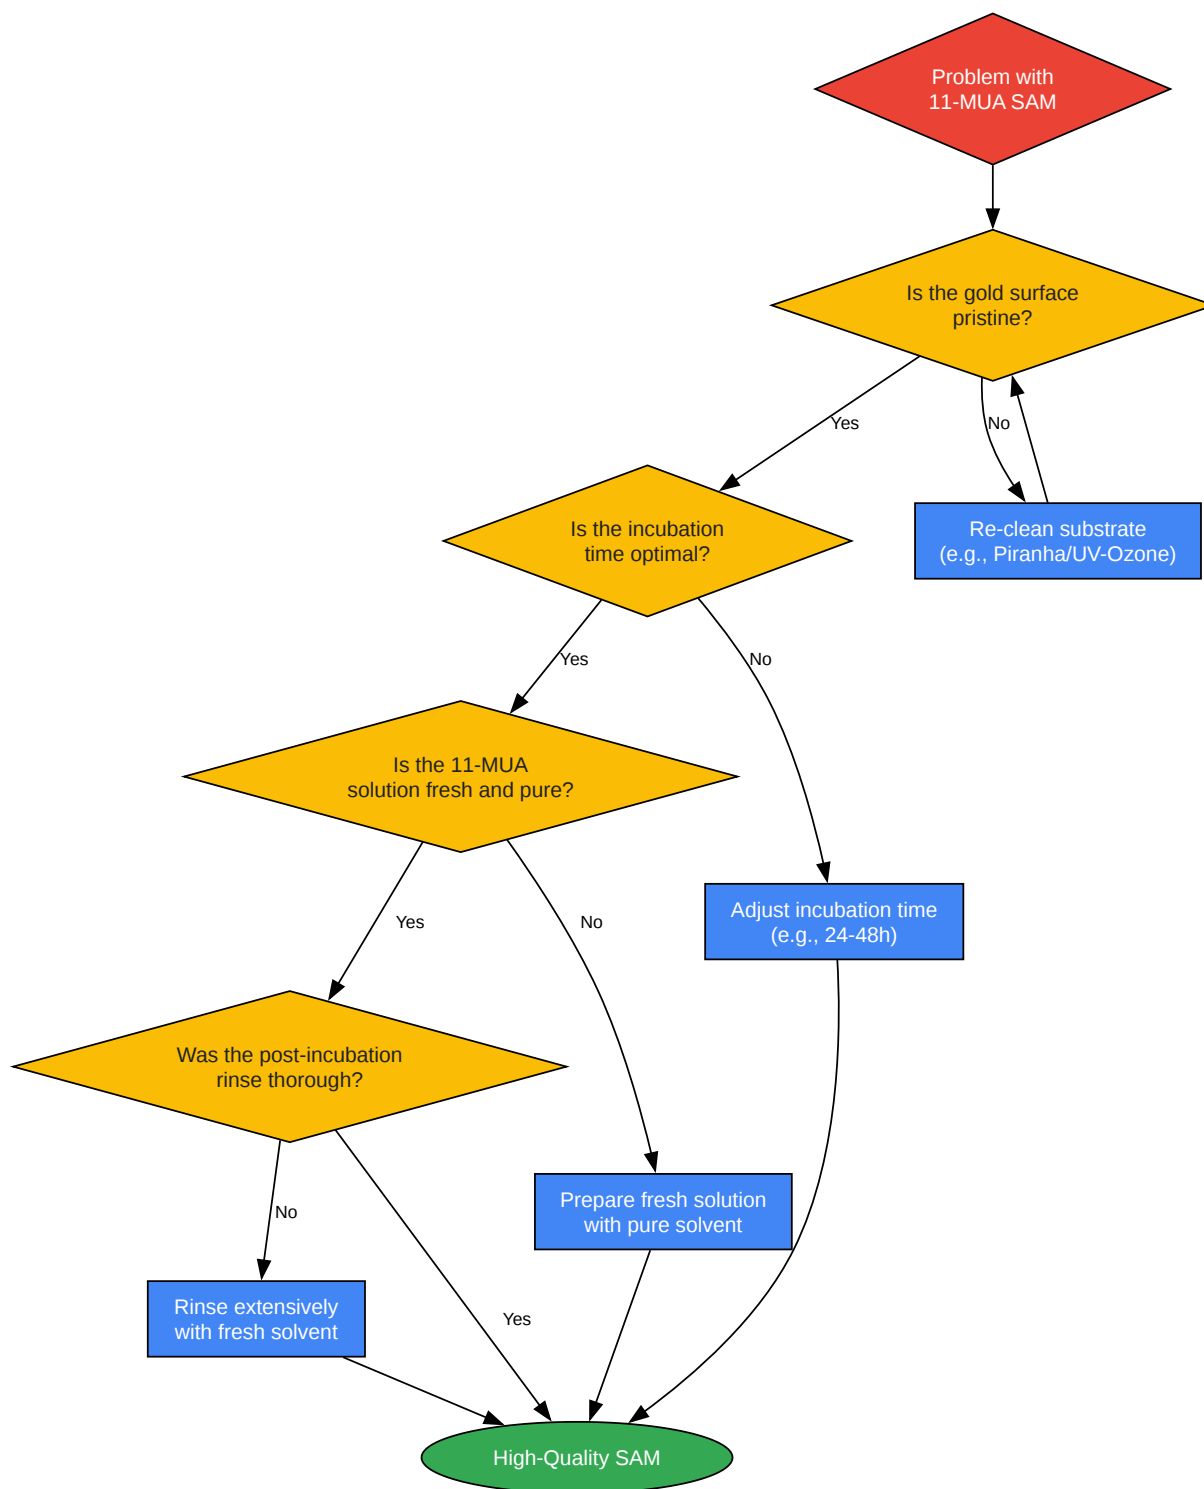 Problem with
11-MUA SAM
Is the gold surface
pristine?
Yes
No
Is the incubation
time optimal?
Re-clean substrate
(e.g., Piranha/UV-Ozone)
Yes
No
Is the 11-MUA
solution fresh and pure?
Yes
No
Adjust incubation time
(e.g., 24-48h)
Was the post-incubation
rinse thorough?
No
Yes
Prepare fresh solution
with pure solvent
Rinse extensively
with fresh solvent
High-Quality SAM